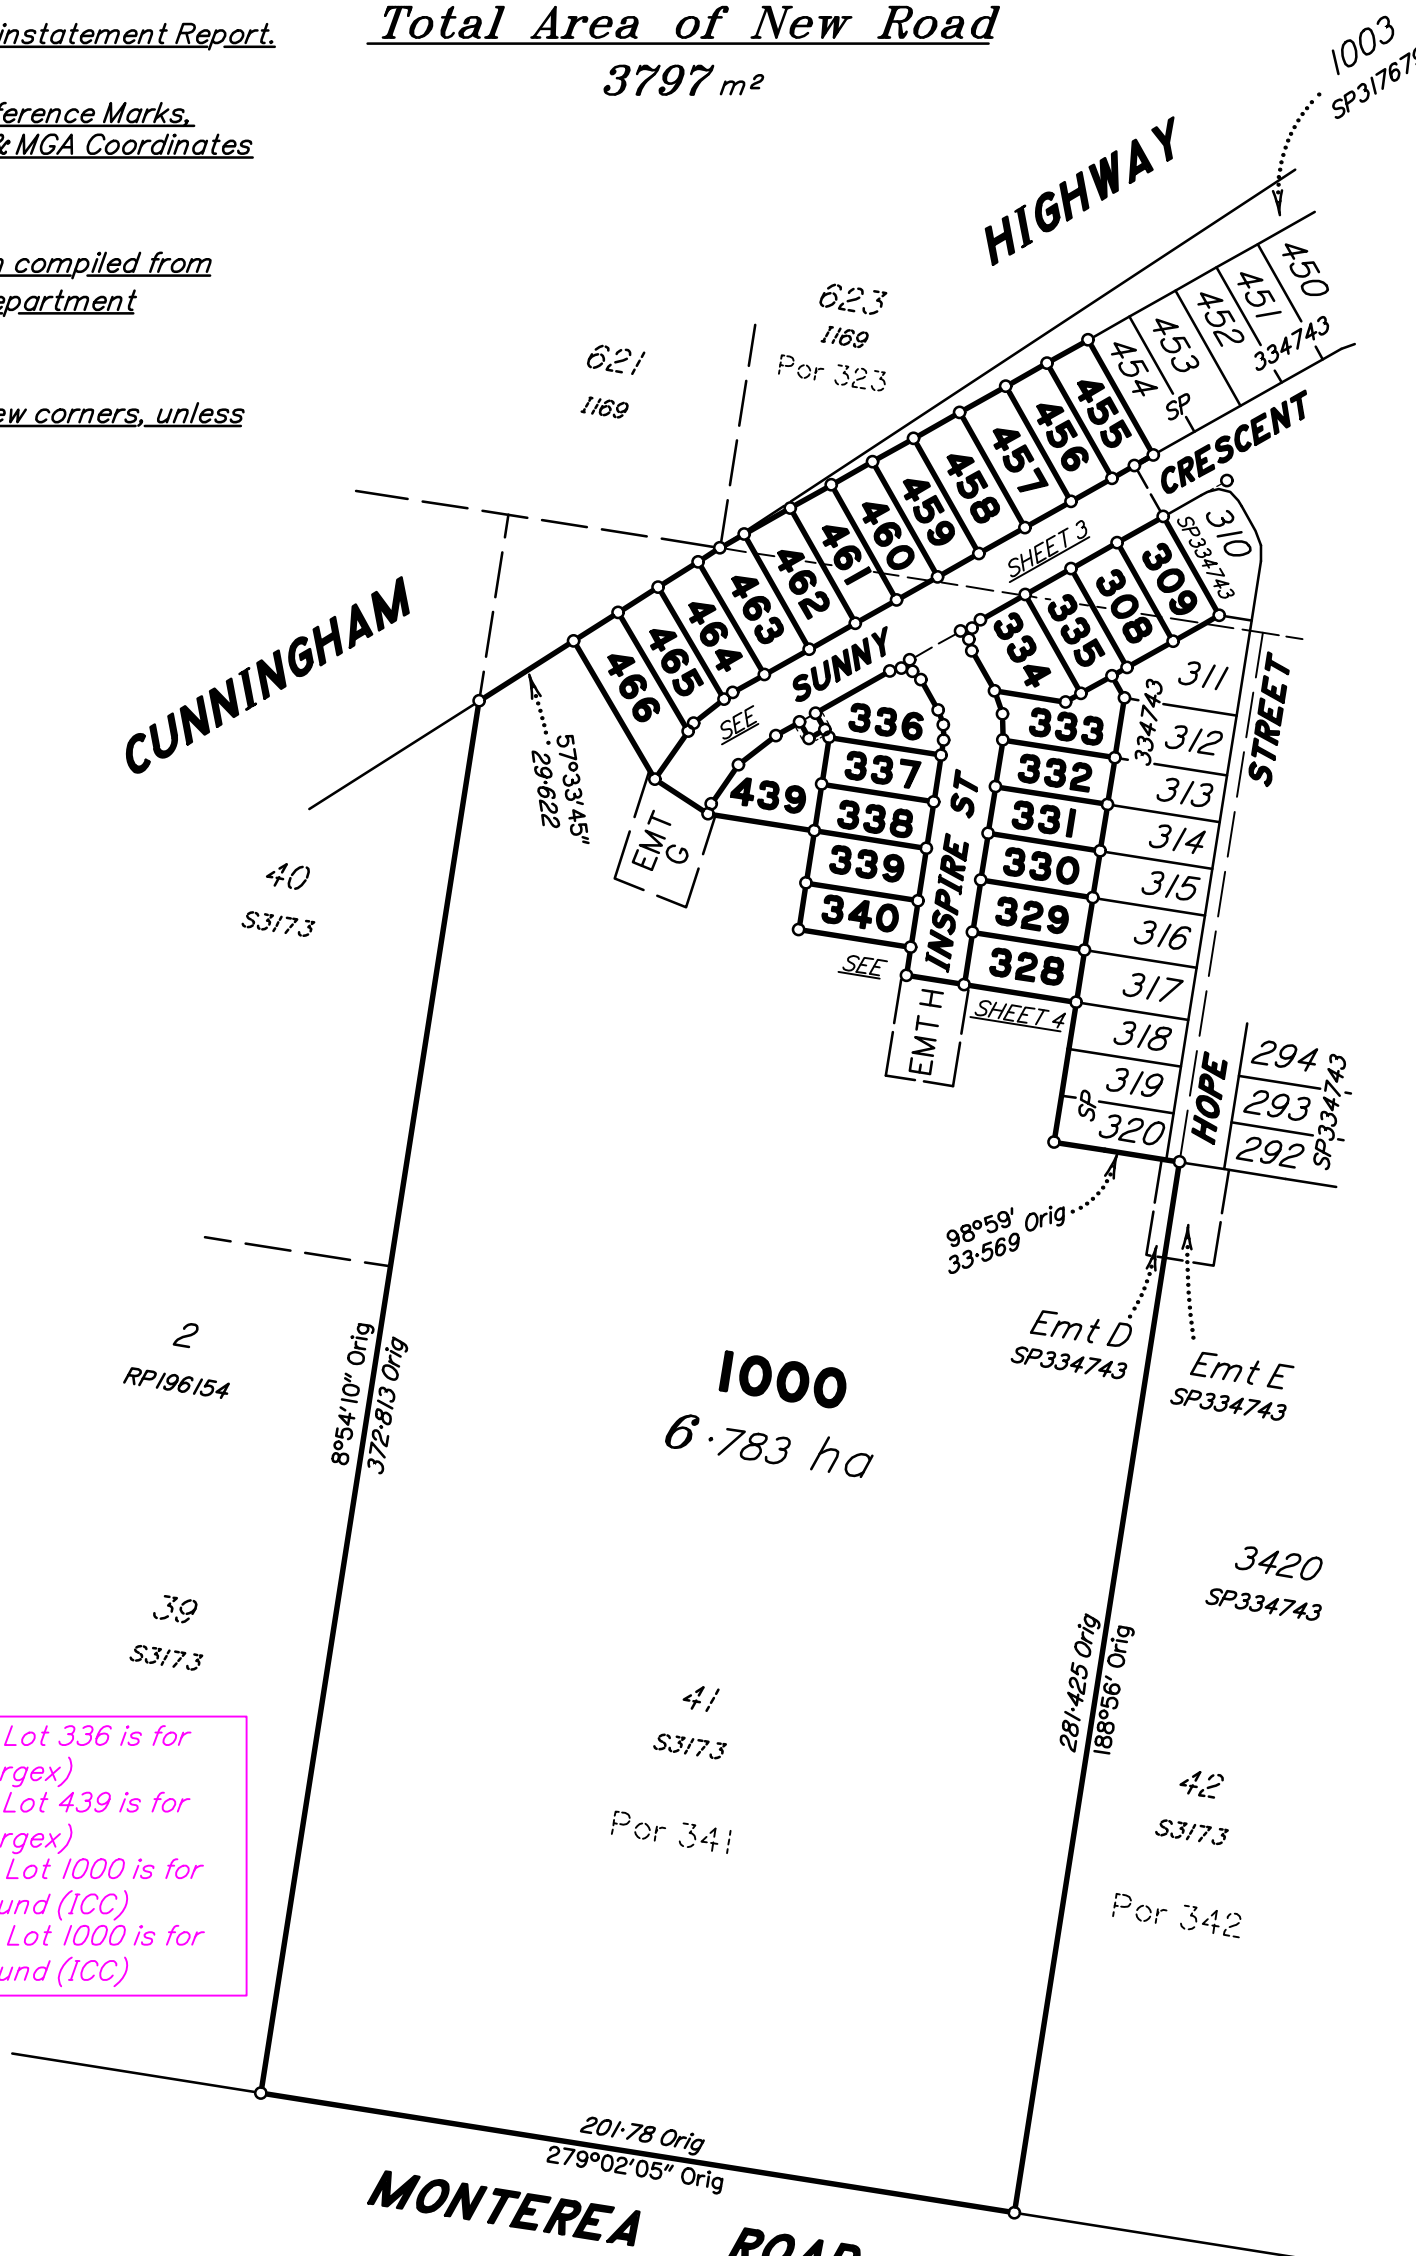 instatement Report.
Total Area of New Road
3797 m²
ference Marks,
& MGA Coordinates
compiled from
epartment
ew corners, unless
1003
HIGHWAY
623
I169
Por 323
621
I169
450
451
452
453
454
SP
334743
455
456
457
458
459
460
461
462
463
464
465
466
CRESCENT
SUNNY
SEE
SHEET 3
310
SP334743
309
308
335
334
CUNNINGHAM
57°33'45"
29·622
EMT
G
439
336
337
338
339
340
SEE
INSPIRE ST
333
332
331
330
329
328
SHEET 4
EMT H
334743
311
312
313
314
315
316
317
318
319
320
SP
STREET
HOPE
294
293
292
SP334743
40
S3173
98°59' Orig
33·569
Emt D
SP334743
Emt E
SP334743
2
RP196154
8°54'10" Orig
372·813 Orig
1000
6·783 ha
3420
SP334743
39
S3173
41
S3173
Por 341
281·425 Orig
188°56' Orig
42
S3173
Por 342
Lot 336 is for
rgex)
Lot 439 is for
rgex)
Lot 1000 is for
und (ICC)
Lot 1000 is for
und (ICC)
201·78 Orig
279°02'05" Orig
MONTEREA ROAD